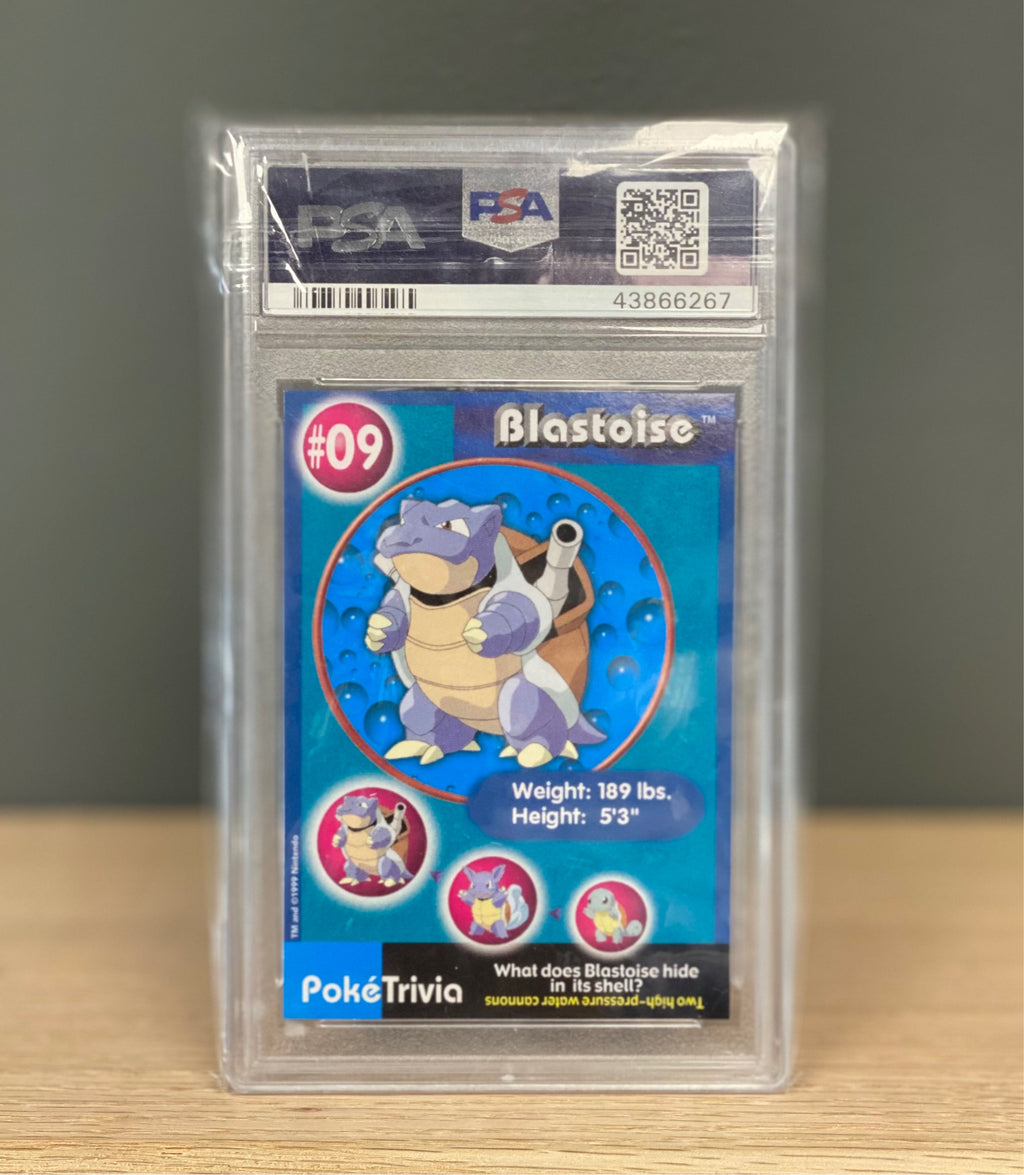 PSA
PSA
43866267
#09
Blastoise™
Weight: 189 lbs.
Height: 5'3"
TM and ©1999 Nintendo
PokéTrivia
What does Blastoise hide
in its shell?
Two high-pressure water cannons